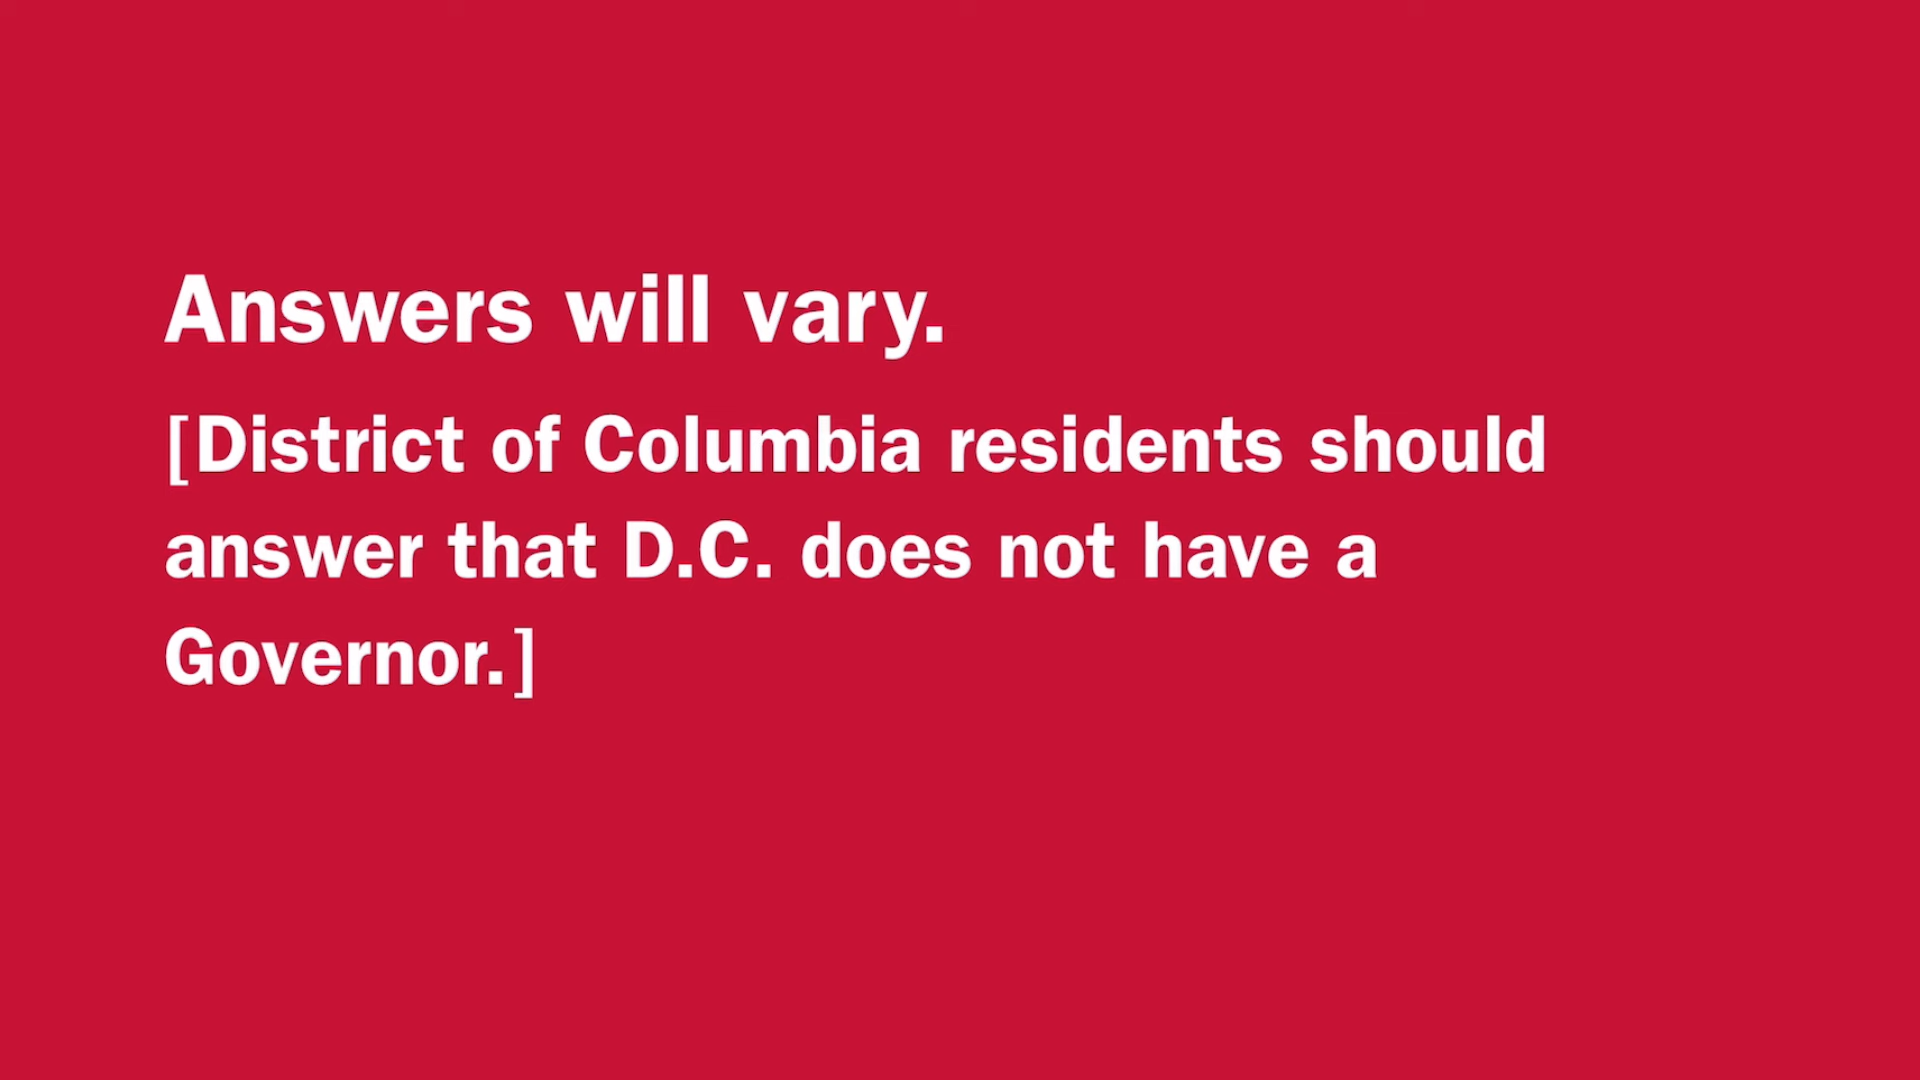 Answers will vary.
[District of Columbia residents should
answer that D.C. does not have a
Governor.]